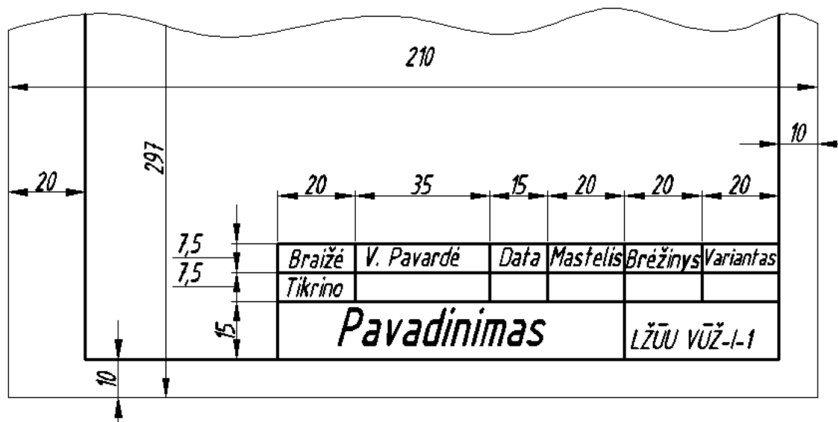 210
10
297
20
20 35 15 20 20 20
7,5
Braižė V. Pavardė Data Mastelis Brėžinys Variantas
7,5
Tikrino
15
Pavadinimas
LŽŪU VŪŽ-I-1
10